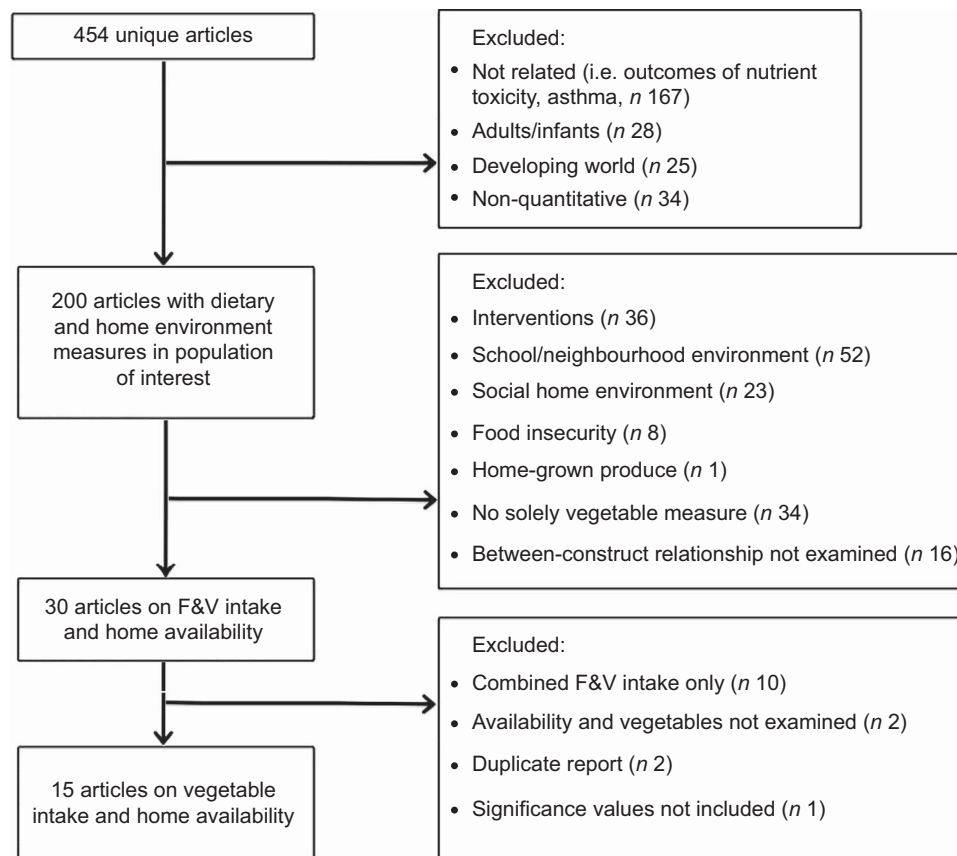 454 unique articles
Excluded:
• Not related (i.e. outcomes of nutrient
toxicity, asthma, n 167)
• Adults/infants (n 28)
• Developing world (n 25)
• Non-quantitative (n 34)
200 articles with dietary
and home environment
measures in population
of interest
Excluded:
• Interventions (n 36)
• School/neighbourhood environment (n 52)
• Social home environment (n 23)
• Food insecurity (n 8)
• Home-grown produce (n 1)
• No solely vegetable measure (n 34)
• Between-construct relationship not examined (n 16)
30 articles on F&V intake
and home availability
Excluded:
• Combined F&V intake only (n 10)
• Availability and vegetables not examined (n 2)
• Duplicate report (n 2)
• Significance values not included (n 1)
15 articles on vegetable
intake and home availability